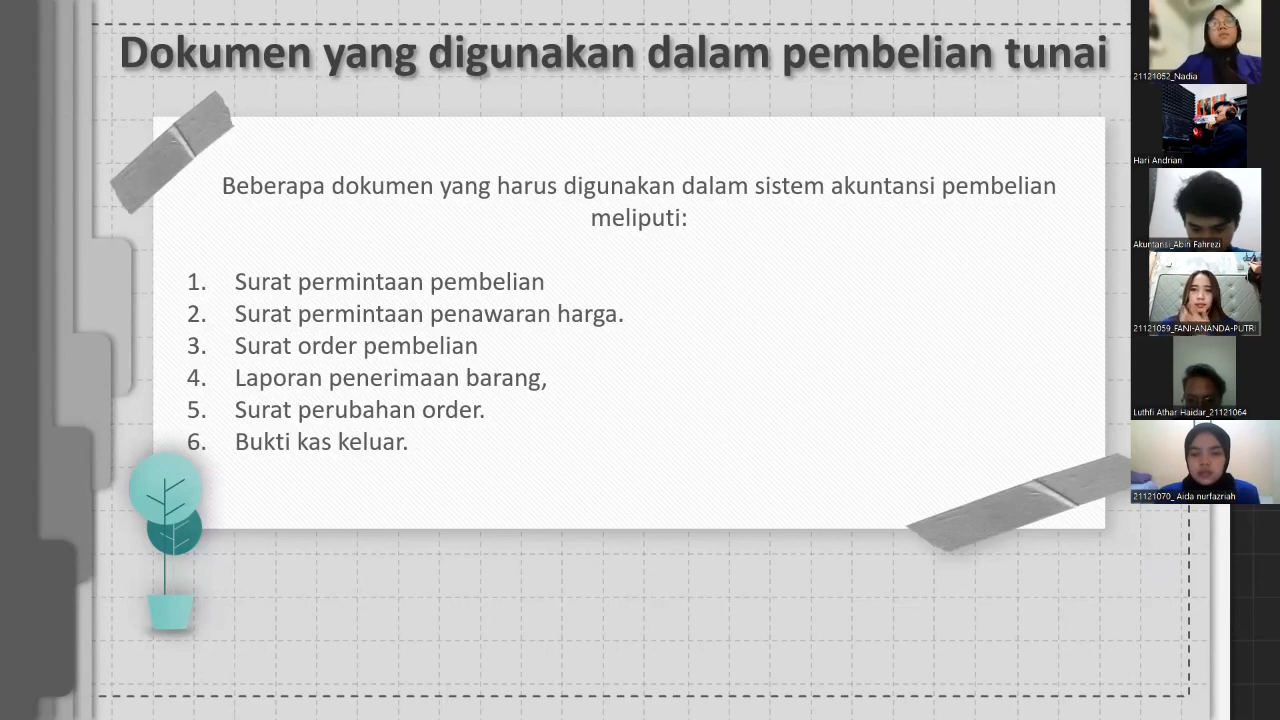 Dokumen yang digunakan dalam pembelian tunai
Beberapa dokumen yang harus digunakan dalam sistem akuntansi pembelian
meliputi:
1. Surat permintaan pembelian
2. Surat permintaan penawaran harga.
3. Surat order pembelian
4. Laporan penerimaan barang,
5. Surat perubahan order.
6. Bukti kas keluar.
21121052_Nadia
Hari Andrian
Akuntansi_Abin Fahrezi
21121059_FANI-ANANDA-PUTRI
Luthfi Athar Haidar_21121064
21121070_ Aida nurfazriah